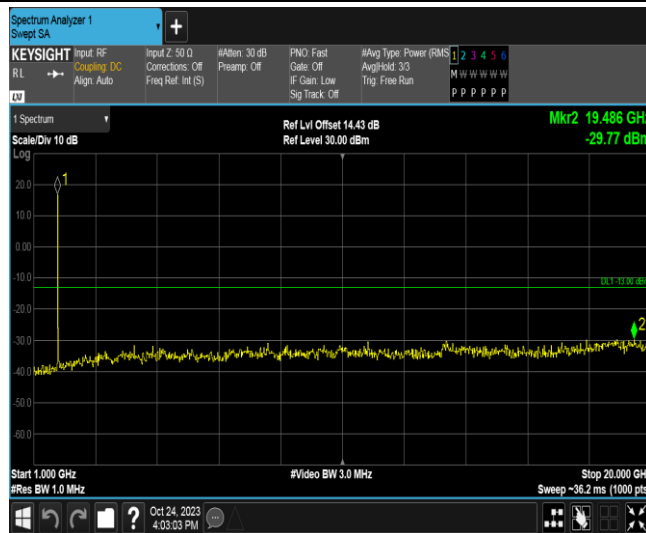 Spectrum Analyzer 1
Swept SA
+
KEYSIGHT
RL
LXI
Input: RF
Coupling: DC
Align: Auto
Input Z: 50 Ω
Corrections: Off
Freq Ref: Int (S)
#Atten: 30 dB
Preamp: Off
PNO: Fast
Gate: Off
IF Gain: Low
Sig Track: Off
#Avg Type: Power (RMS
Avg|Hold: 3/3
Trig: Free Run
1 2 3 4 5 6
M W W W W W
P P P P P P
1 Spectrum
Scale/Div 10 dB
Ref Lvl Offset 14.43 dB
Ref Level 30.00 dBm
Mkr2 19.486 GHz
-29.77 dBm
Log
1
20.0
10.0
0.00
-10.0
DL1 -13.00 dBm
-20.0
2
-30.0
-40.0
-50.0
-60.0
Start 1.000 GHz
#Video BW 3.0 MHz
Stop 20.000 GHz
#Res BW 1.0 MHz
Sweep ~36.2 ms (1000 pts)
?
Oct 24, 2023
4:03:03 PM